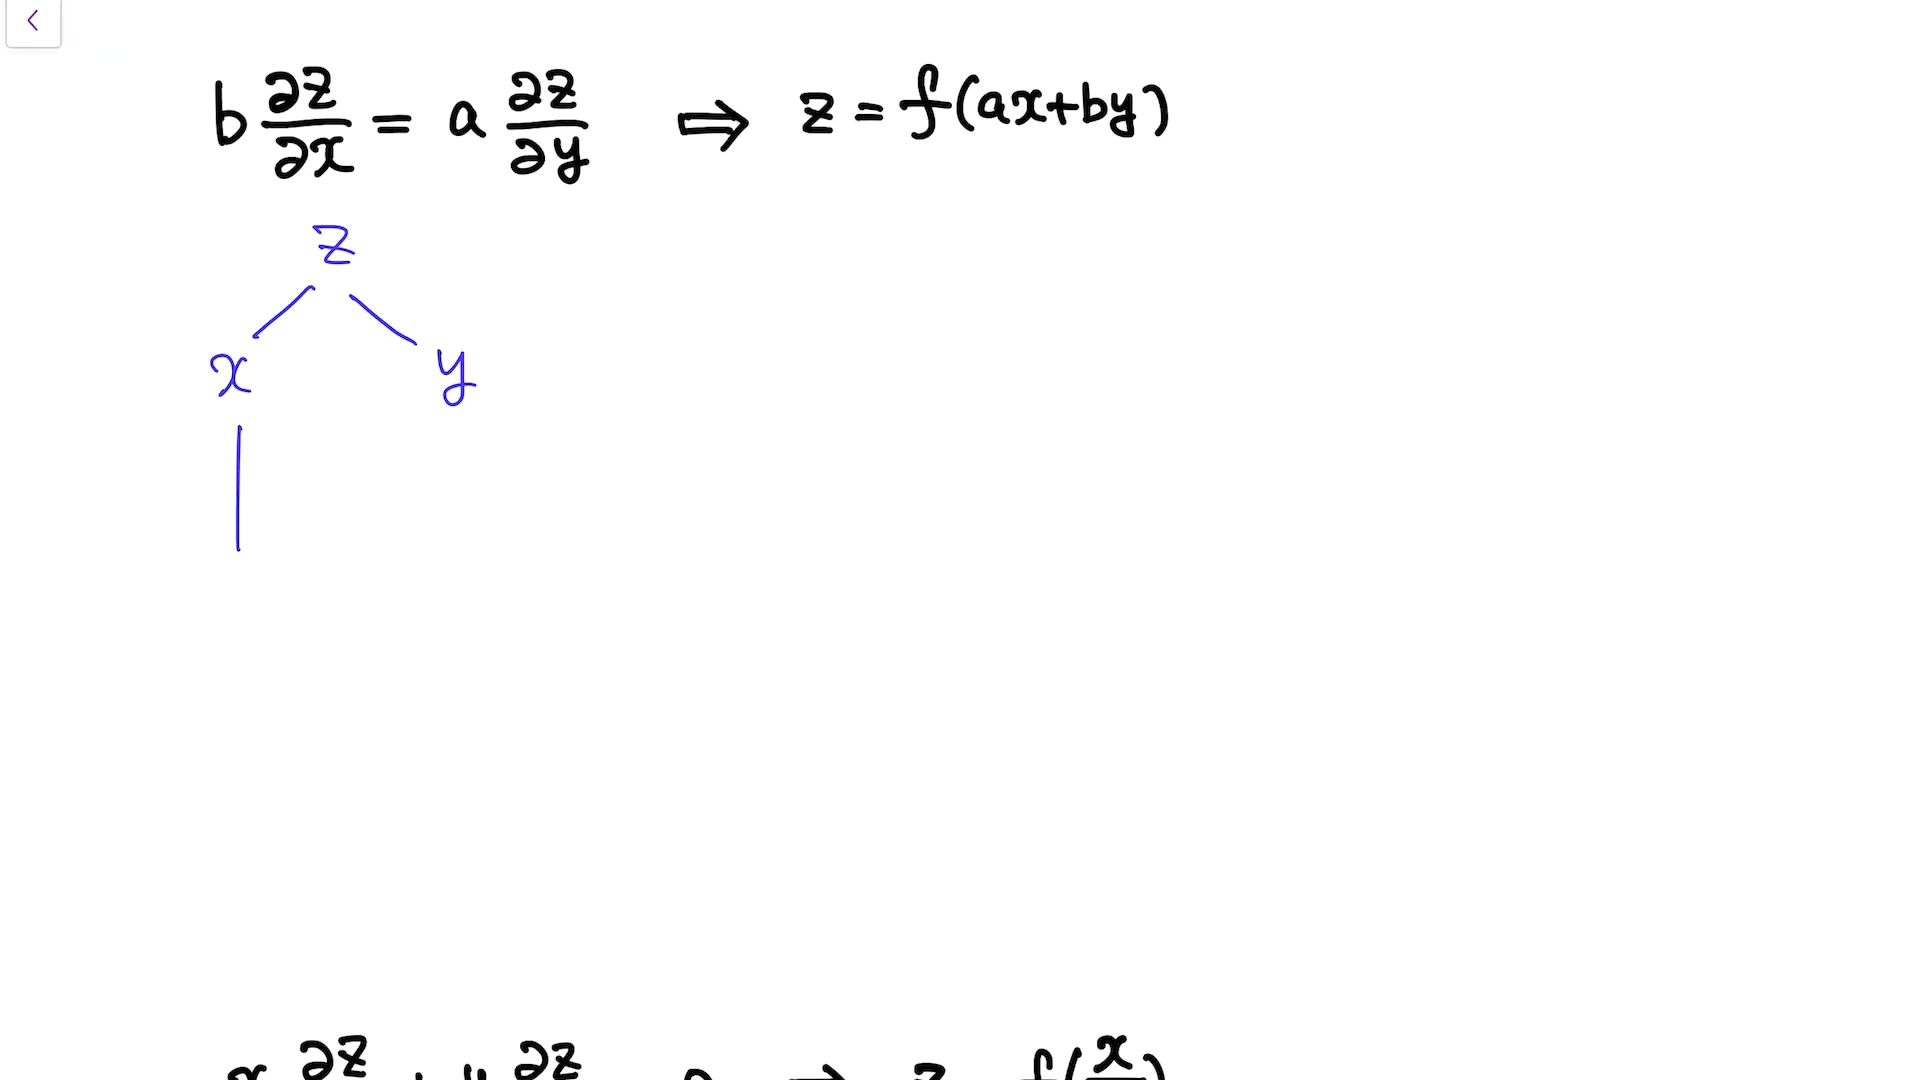 b ∂z/∂x = a ∂z/∂y ⇒ z = f(ax+by)
z
x y
∂z ∂z x